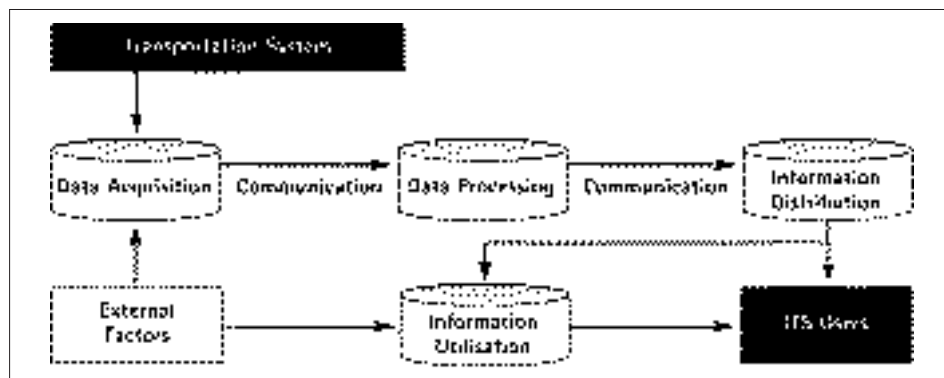 Transportation System
Data Acquisition
Communication
Data Processing
Communication
Information
Distribution
External
Factors
Information
Utilisation
ITS Users